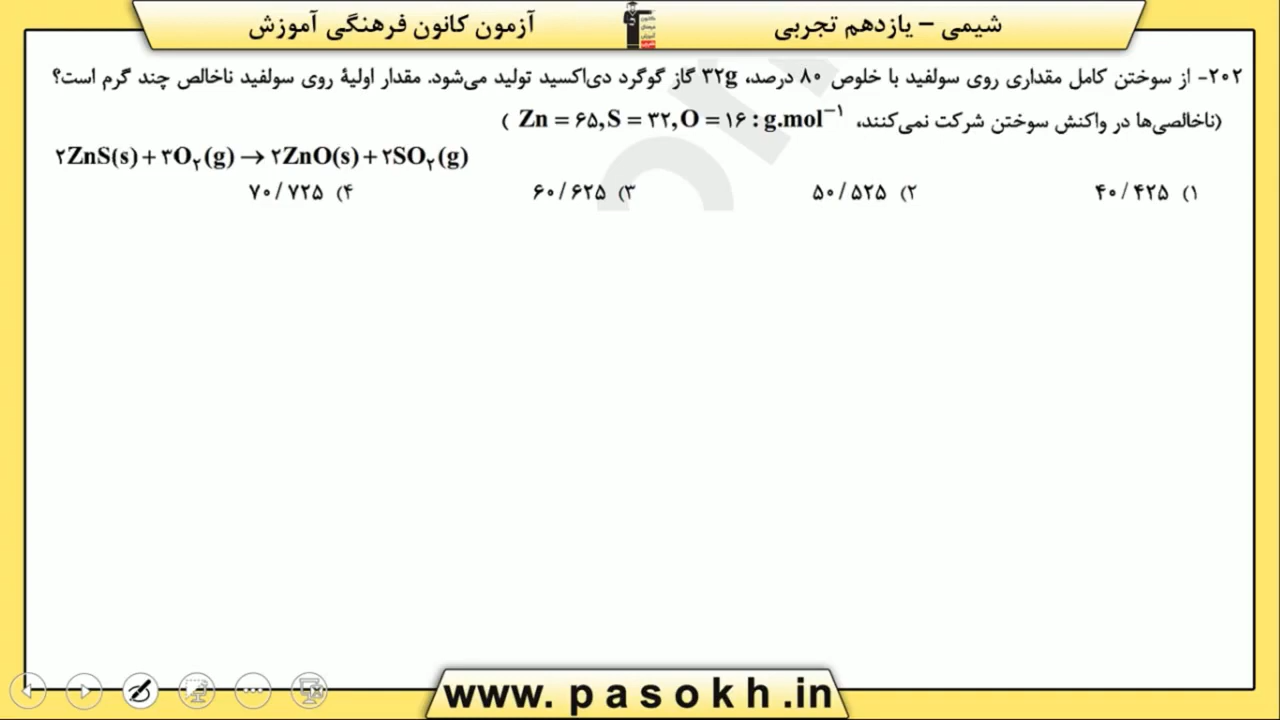 شیمی – یازدهم تجربی
آزمون کانون فرهنگی آموزش
۲۰۲- از سوختن کامل مقداری روی سولفید با خلوص ۸۰ درصد، ۳۲g گاز گوگرد دی‌اکسید تولید می‌شود. مقدار اولیهٔ روی سولفید ناخالص چند گرم است؟
(ناخالصی‌ها در واکنش سوختن شرکت نمی‌کنند، Zn = ۶۵, S = ۳۲, O = ۱۶ : g.mol⁻¹ )
۲ZnS(s) + ۳O۲(g) → ۲ZnO(s) + ۲SO۲(g)
۱) ۴۰/۴۲۵ ۲) ۵۰/۵۲۵ ۳) ۶۰/۶۲۵ ۴) ۷۰/۷۲۵
www. p a s o k h .in